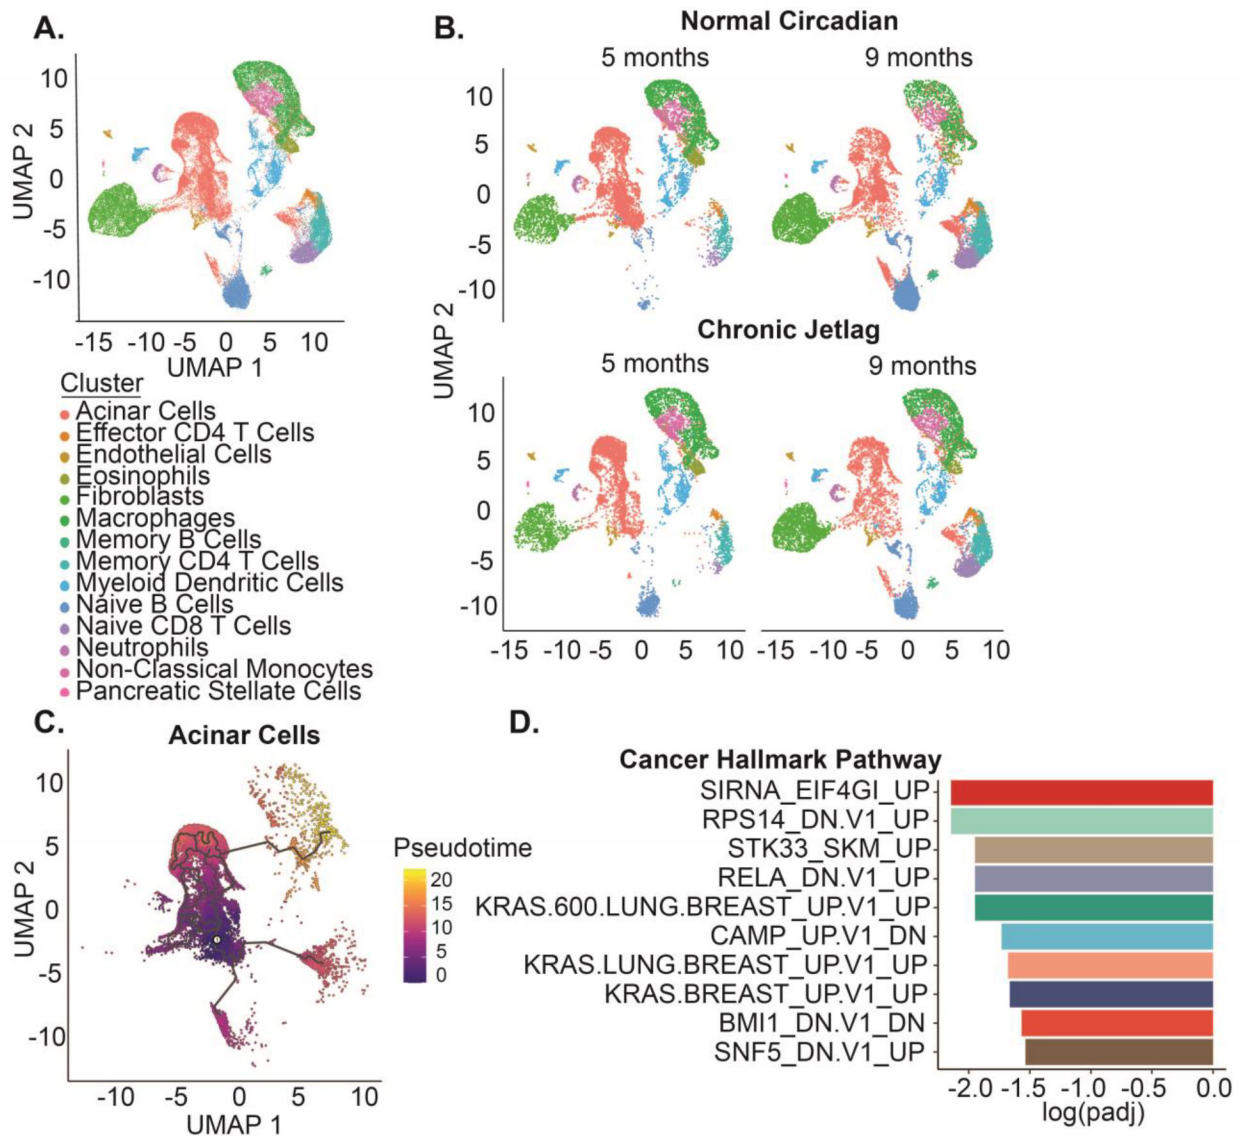 A.
10
5
0
-5
-10
UMAP 2
-15 -10 -5 0 5 10
UMAP 1
Cluster
Acinar Cells
Effector CD4 T Cells
Endothelial Cells
Eosinophils
Fibroblasts
Macrophages
Memory B Cells
Memory CD4 T Cells
Myeloid Dendritic Cells
Naive B Cells
Naive CD8 T Cells
Neutrophils
Non-Classical Monocytes
Pancreatic Stellate Cells
B.
Normal Circadian
5 months
9 months
10
5
0
-5
-10
UMAP 2
Chronic Jetlag
5 months
9 months
10
5
0
-5
-10
-15 -10 -5 0 5 10
-15 -10 -5 0 5 10
C.
Acinar Cells
10
5
0
-5
-10
UMAP 2
-10 -5 0 5 10
UMAP 1
Pseudotime
20
15
10
5
0
D.
Cancer Hallmark Pathway
SIRNA_EIF4GI_UP
RPS14_DN.V1_UP
STK33_SKM_UP
RELA_DN.V1_UP
KRAS.600.LUNG.BREAST_UP.V1_UP
CAMP_UP.V1_DN
KRAS.LUNG.BREAST_UP.V1_UP
KRAS.BREAST_UP.V1_UP
BMI1_DN.V1_DN
SNF5_DN.V1_UP
-2.0 -1.5 -1.0 -0.5 0.0
log(padj)